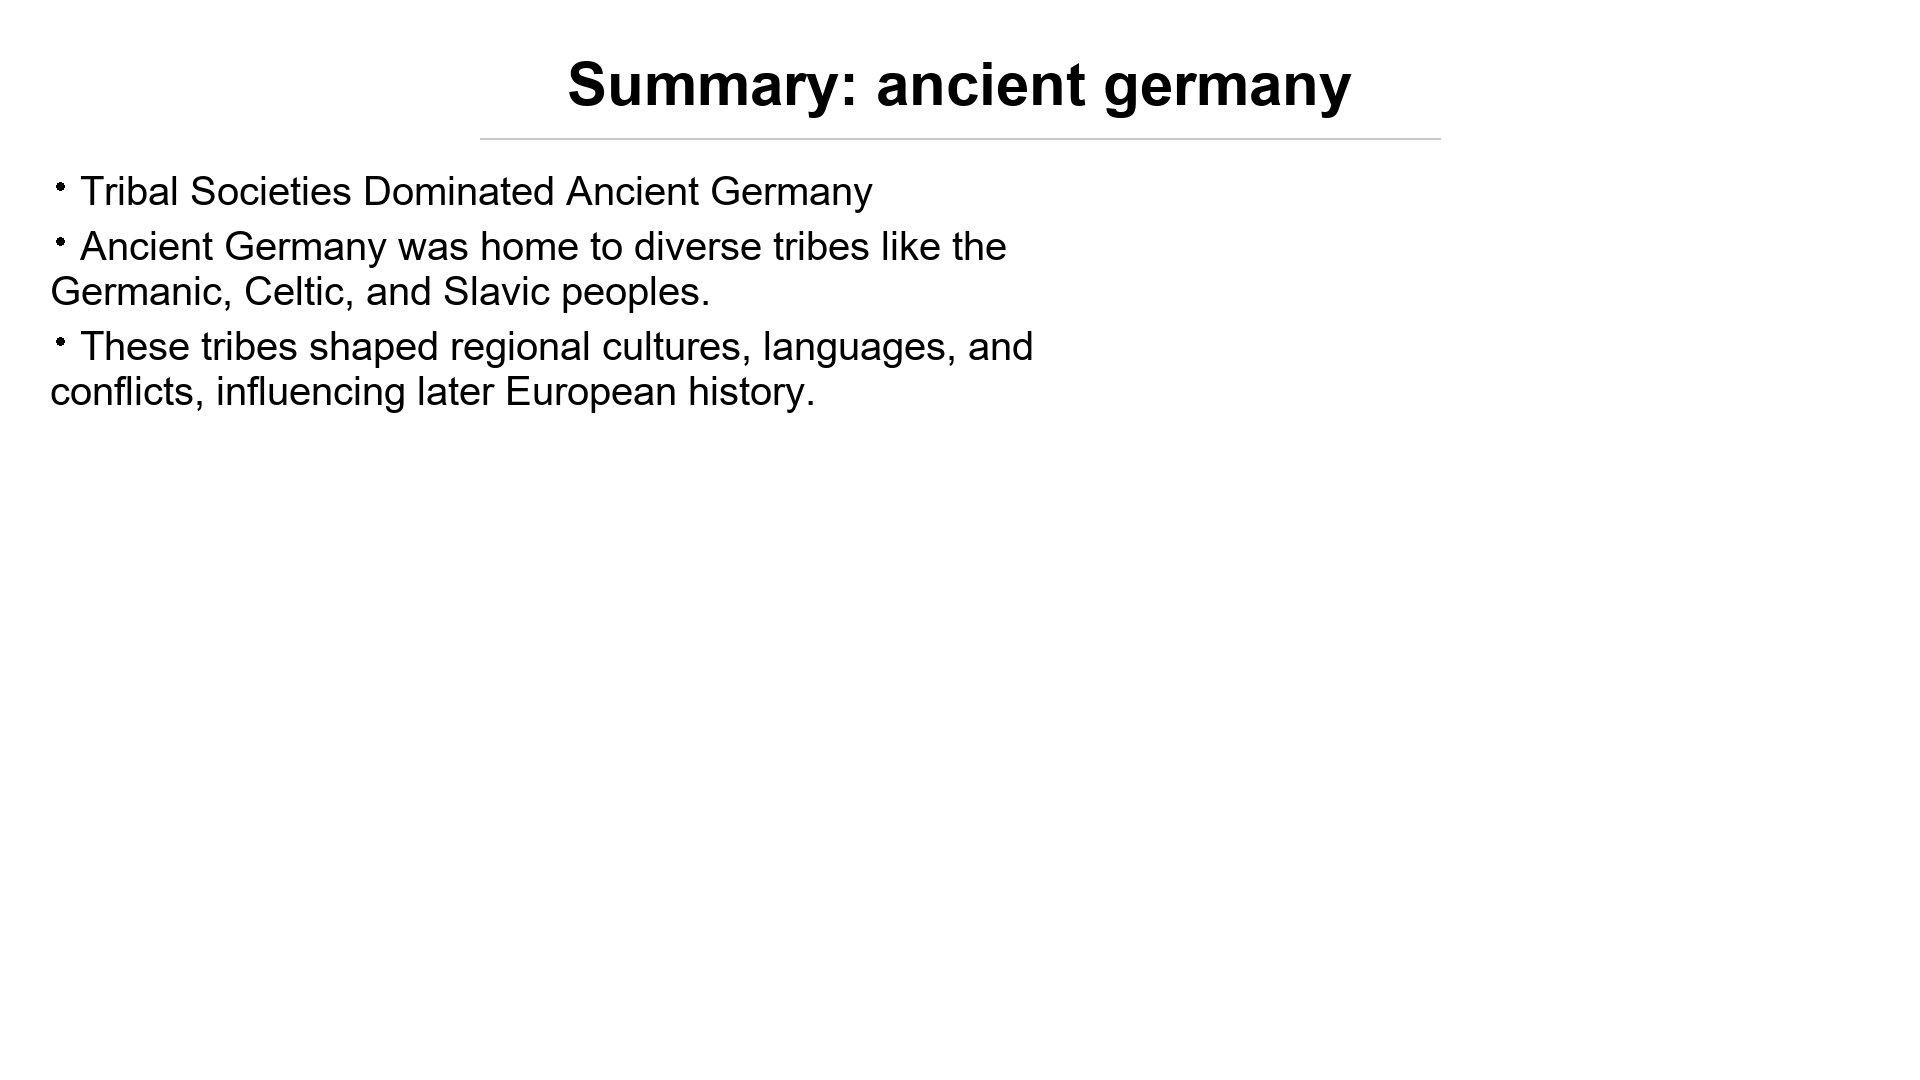 Summary: ancient germany
• Tribal Societies Dominated Ancient Germany
• Ancient Germany was home to diverse tribes like the
Germanic, Celtic, and Slavic peoples.
• These tribes shaped regional cultures, languages, and
conflicts, influencing later European history.